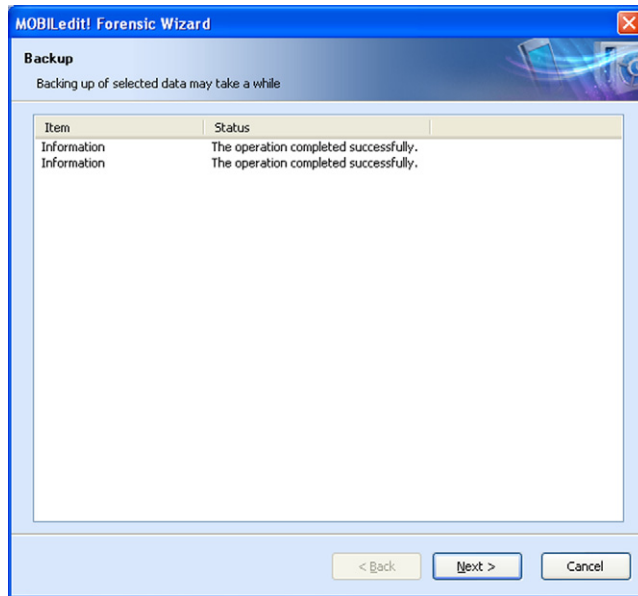 MOBILedit! Forensic Wizard
Backup
Backing up of selected data may take a while
Item Status
Information The operation completed successfully.
Information The operation completed successfully.
< Back Next > Cancel